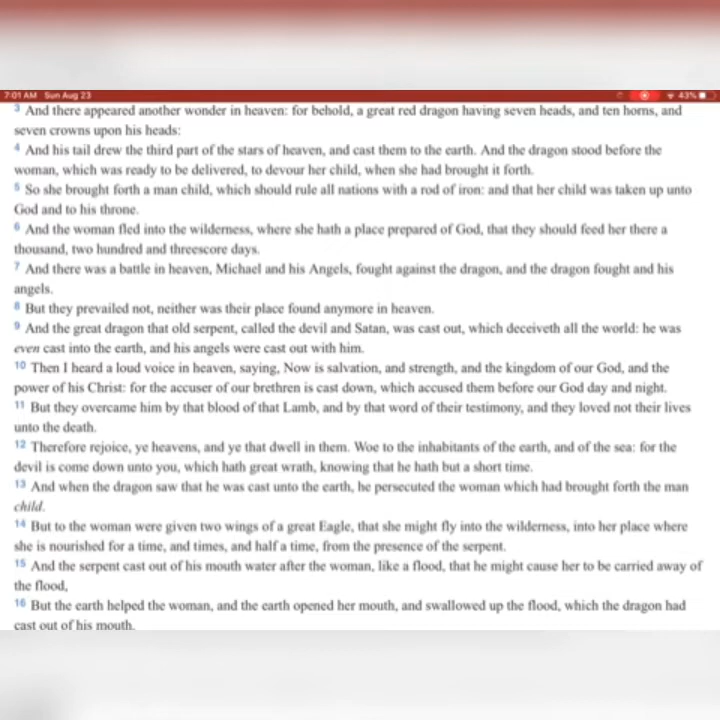 7:01 AM Sun Aug 23
43%
3 And there appeared another wonder in heaven: for behold, a great red dragon having seven heads, and ten horns, and
seven crowns upon his heads:
4 And his tail drew the third part of the stars of heaven, and cast them to the earth. And the dragon stood before the
woman, which was ready to be delivered, to devour her child, when she had brought it forth.
5 So she brought forth a man child, which should rule all nations with a rod of iron: and that her child was taken up unto
God and to his throne.
6 And the woman fled into the wilderness, where she hath a place prepared of God, that they should feed her there a
thousand, two hundred and threescore days.
7 And there was a battle in heaven, Michael and his Angels, fought against the dragon, and the dragon fought and his
angels.
8 But they prevailed not, neither was their place found anymore in heaven.
9 And the great dragon that old serpent, called the devil and Satan, was cast out, which deceiveth all the world: he was
even cast into the earth, and his angels were cast out with him.
10 Then I heard a loud voice in heaven, saying, Now is salvation, and strength, and the kingdom of our God, and the
power of his Christ: for the accuser of our brethren is cast down, which accused them before our God day and night.
11 But they overcame him by that blood of that Lamb, and by that word of their testimony, and they loved not their lives
unto the death.
12 Therefore rejoice, ye heavens, and ye that dwell in them. Woe to the inhabitants of the earth, and of the sea: for the
devil is come down unto you, which hath great wrath, knowing that he hath but a short time.
13 And when the dragon saw that he was cast unto the earth, he persecuted the woman which had brought forth the man
child.
14 But to the woman were given two wings of a great Eagle, that she might fly into the wilderness, into her place where
she is nourished for a time, and times, and half a time, from the presence of the serpent.
15 And the serpent cast out of his mouth water after the woman, like a flood, that he might cause her to be carried away of
the flood,
16 But the earth helped the woman, and the earth opened her mouth, and swallowed up the flood, which the dragon had
cast out of his mouth.